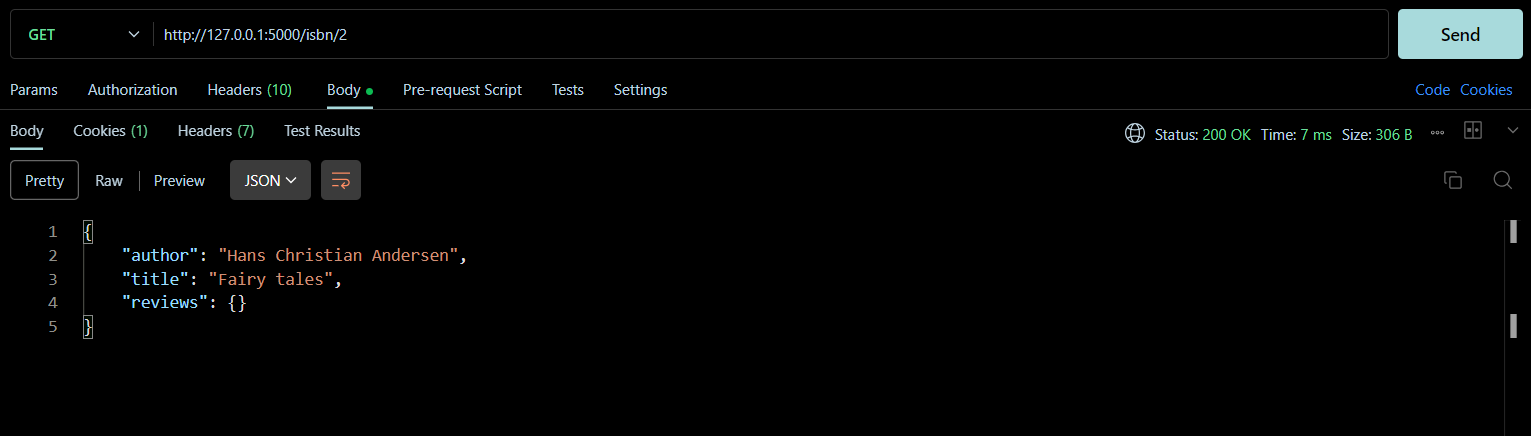 GET http://127.0.0.1:5000/isbn/2 Send
Params Authorization Headers (10) Body Pre-request Script Tests Settings Code Cookies
Body Cookies (1) Headers (7) Test Results Status: 200 OK Time: 7 ms Size: 306 B
Pretty Raw Preview JSON
1 {
2 "author": "Hans Christian Andersen",
3 "title": "Fairy tales",
4 "reviews": {}
5 }